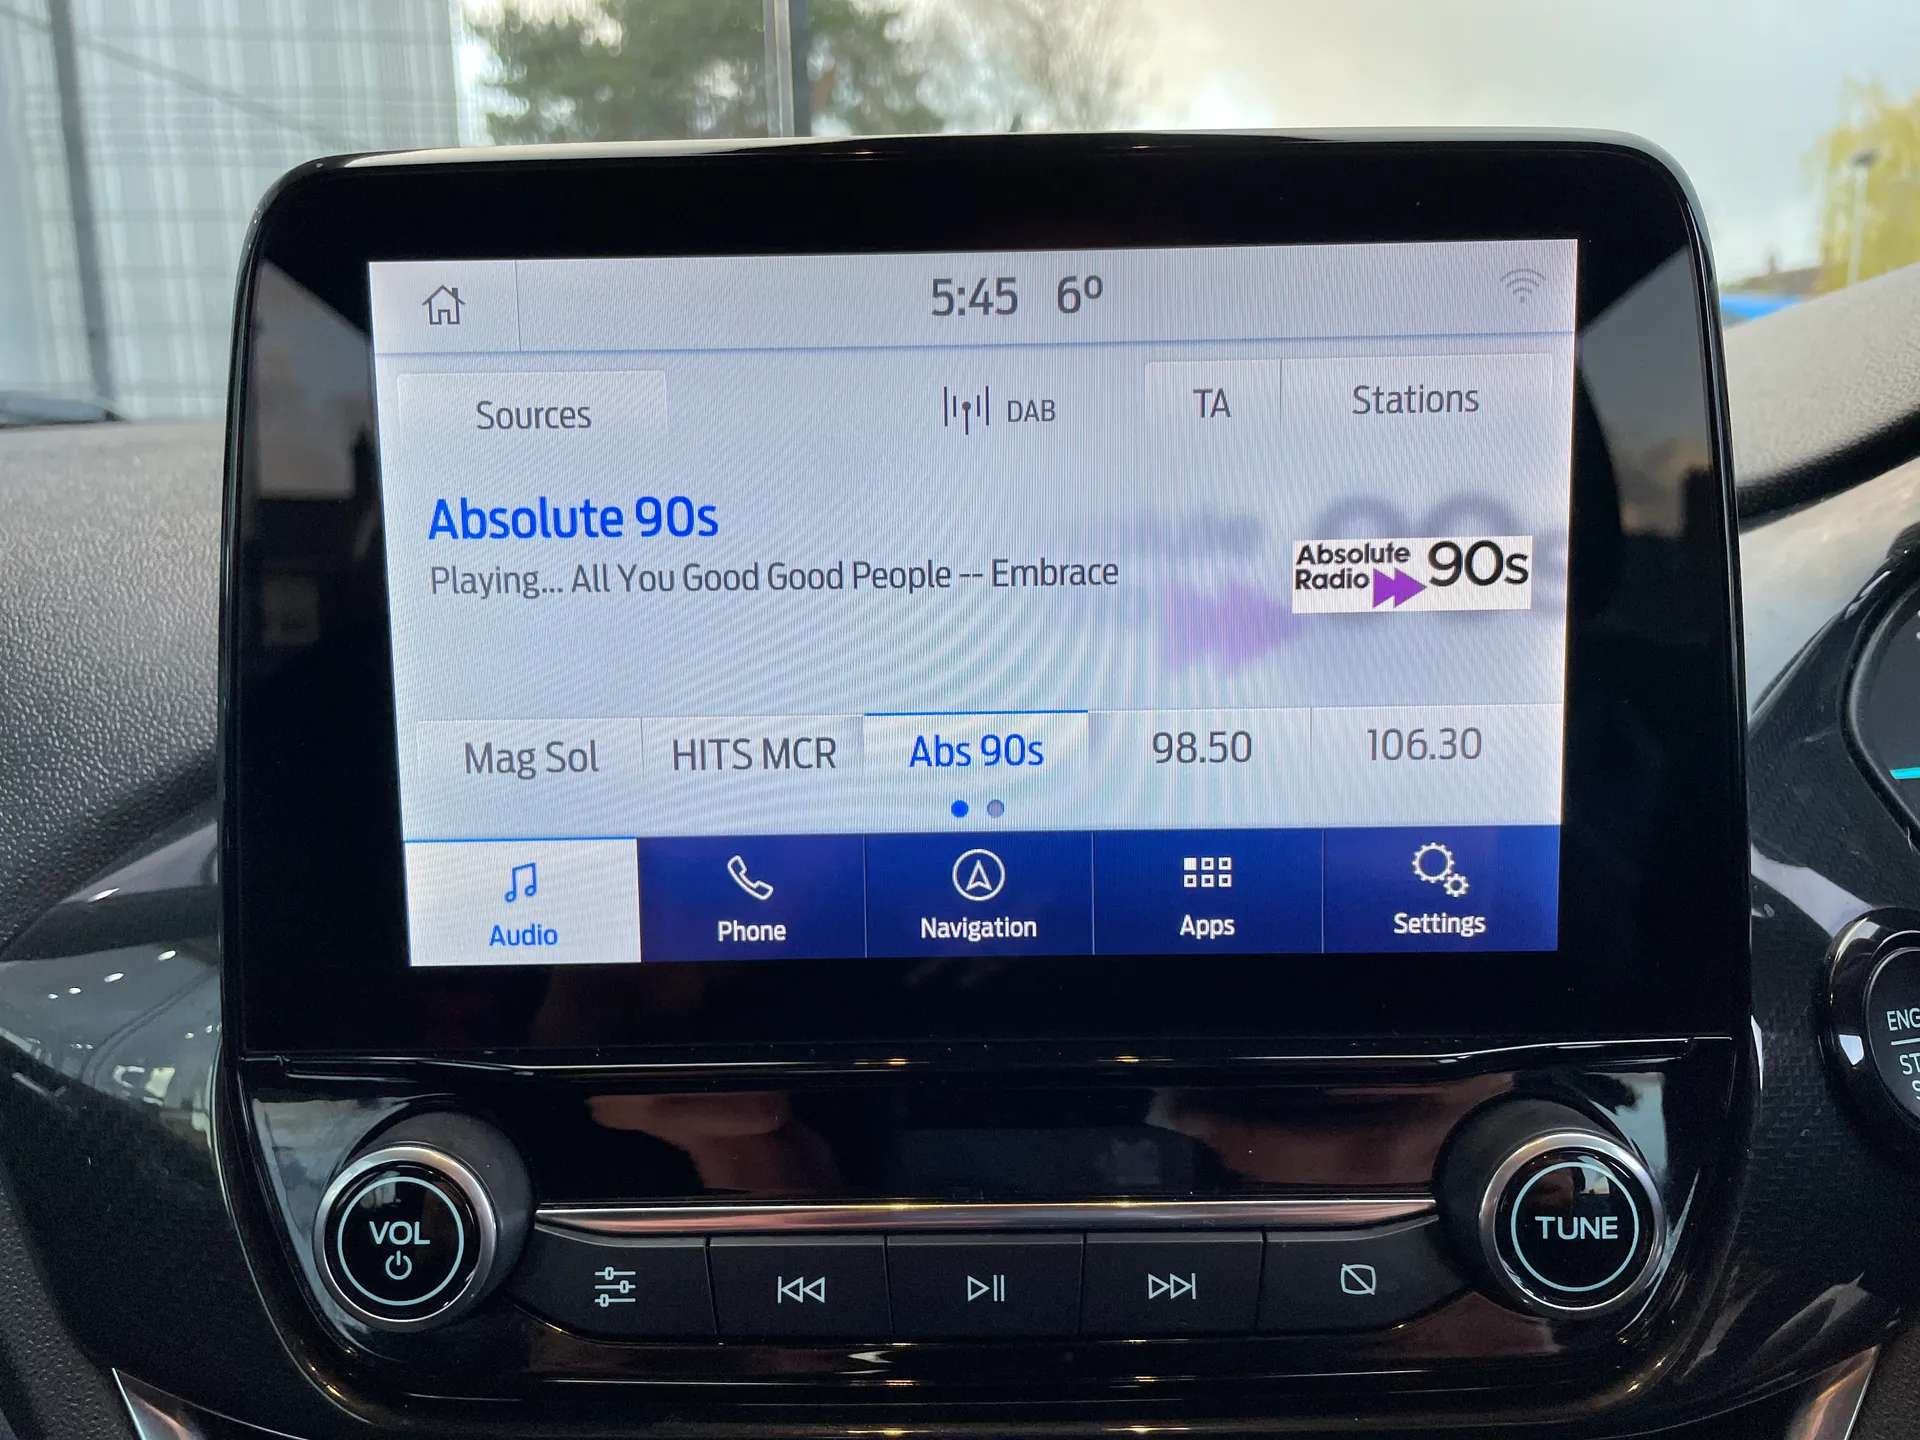 5:45 6º
Sources
DAB
TA
Stations
Absolute 90s
Playing... All You Good Good People -- Embrace
Absolute
Radio
90s
Mag Sol
HITS MCR
Abs 90s
98.50
106.30
Audio
Phone
Navigation
Apps
Settings
VOL
TUNE